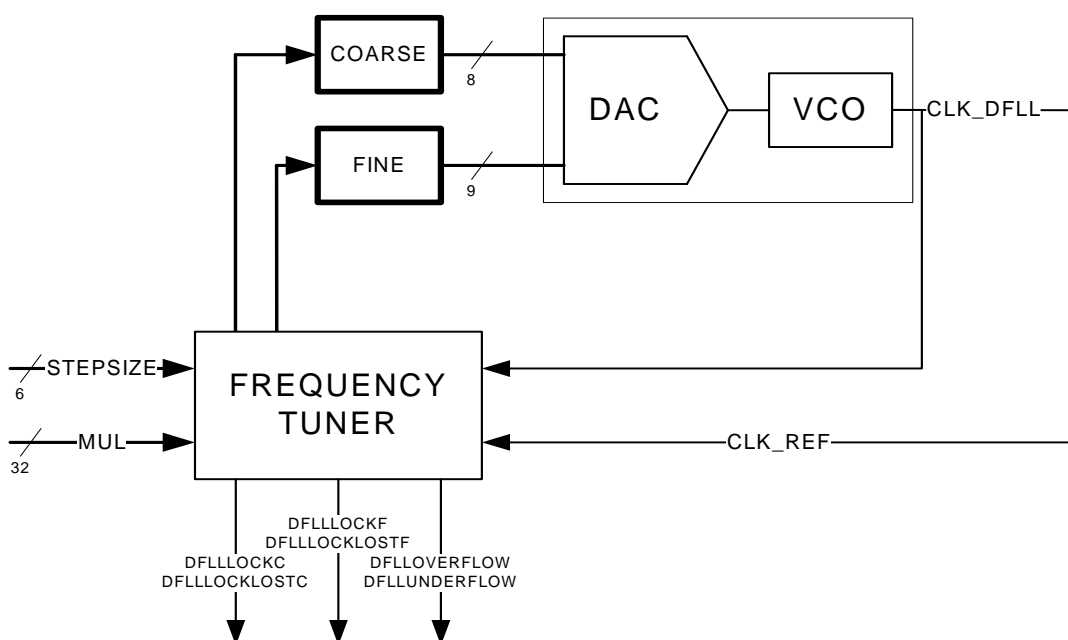 COARSE
8
DAC
VCO
CLK_DFLL
FINE
9
STEPSIZE
6
FREQUENCY
TUNER
MUL
32
CLK_REF
DFLLLOCKF
DFLLLOCKLOSTF
DFLLLOCKC
DFLLLOCKLOSTC
DFLLOVERFLOW
DFLLUNDERFLOW